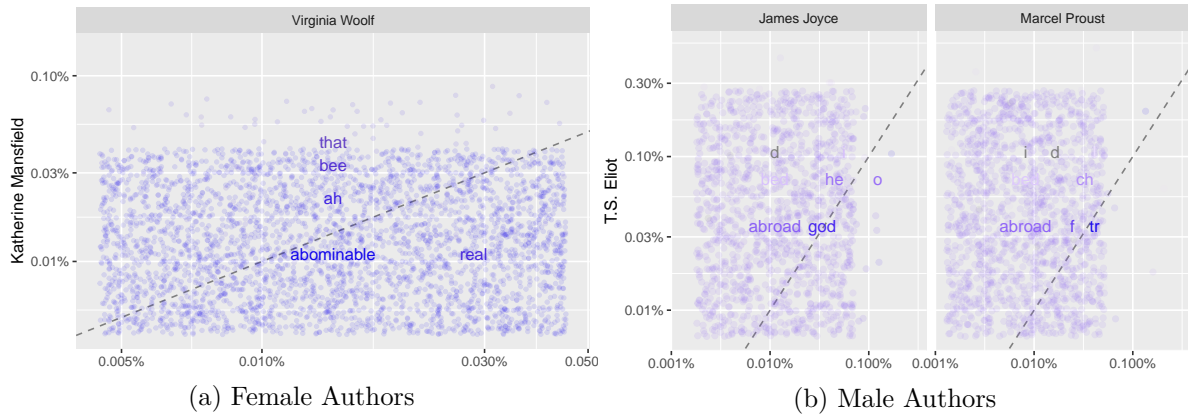 Virginia Woolf
James Joyce
Marcel Proust
Katherine Mansfield
0.10%
0.03%
0.01%
that
bee
ah
abominable
real
0.005%
0.010%
0.030%
0.050%
T.S. Eliot
0.30%
0.10%
0.03%
0.01%
d
he
o
abroad
god
i
d
ch
abroad
f
tr
0.001%
0.010%
0.100%
0.010%
0.100%
(a) Female Authors
(b) Male Authors